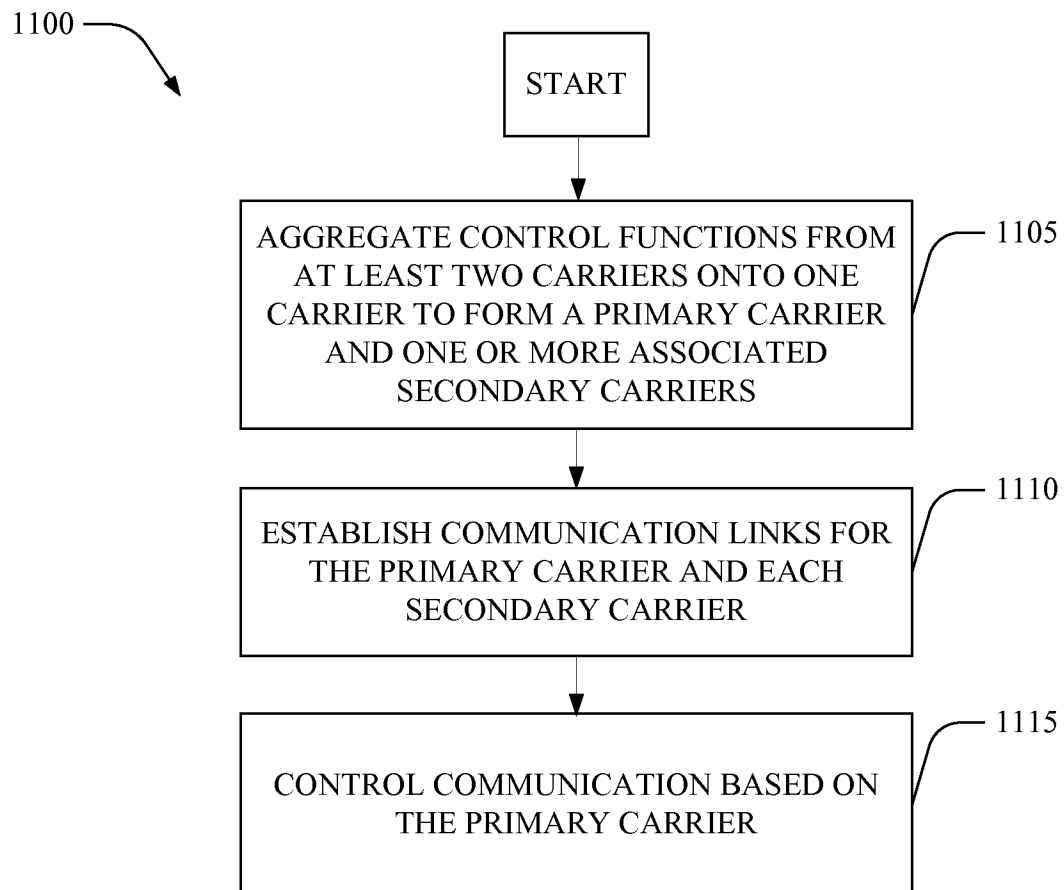 1100
START
AGGREGATE CONTROL FUNCTIONS FROM
AT LEAST TWO CARRIERS ONTO ONE
CARRIER TO FORM A PRIMARY CARRIER
AND ONE OR MORE ASSOCIATED
SECONDARY CARRIERS
1105
ESTABLISH COMMUNICATION LINKS FOR
THE PRIMARY CARRIER AND EACH
SECONDARY CARRIER
1110
CONTROL COMMUNICATION BASED ON
THE PRIMARY CARRIER
1115